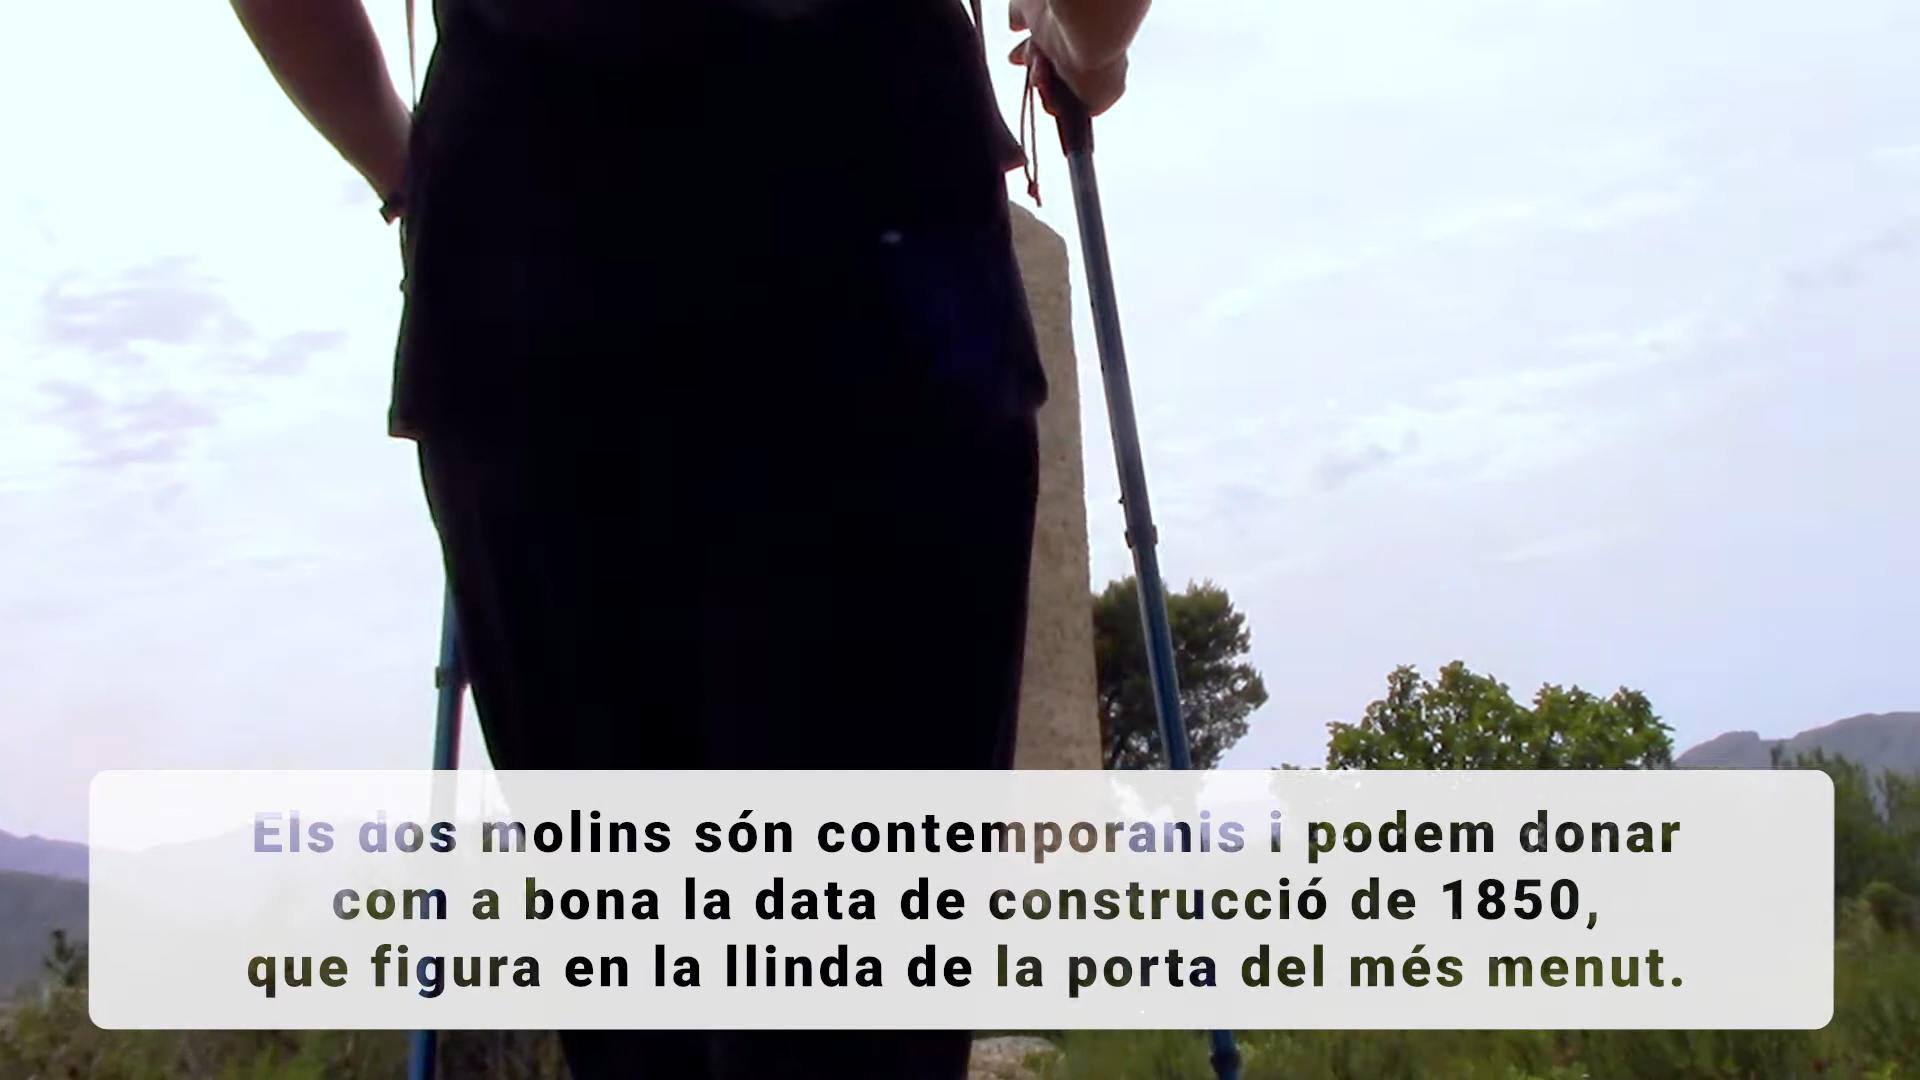 Els dos molins són contemporanis i podem donar
com a bona la data de construcció de 1850,
que figura en la llinda de la porta del més menut.